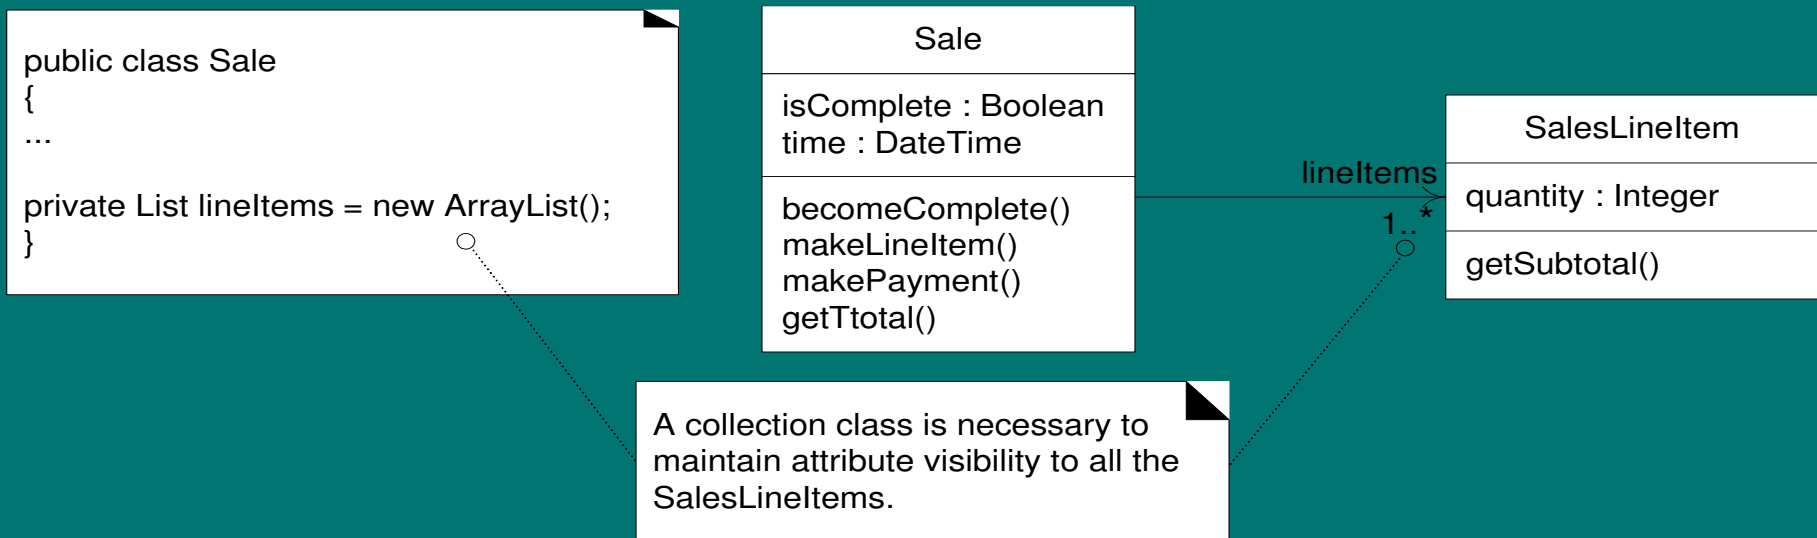 public class Sale
{
...
private List lineItems = new ArrayList();
}
Sale
isComplete : Boolean
time : DateTime
becomeComplete()
makeLineItem()
makePayment()
getTtotal()
lineItems
1..*
SalesLineItem
quantity : Integer
getSubtotal()
A collection class is necessary to
maintain attribute visibility to all the
SalesLineItems.